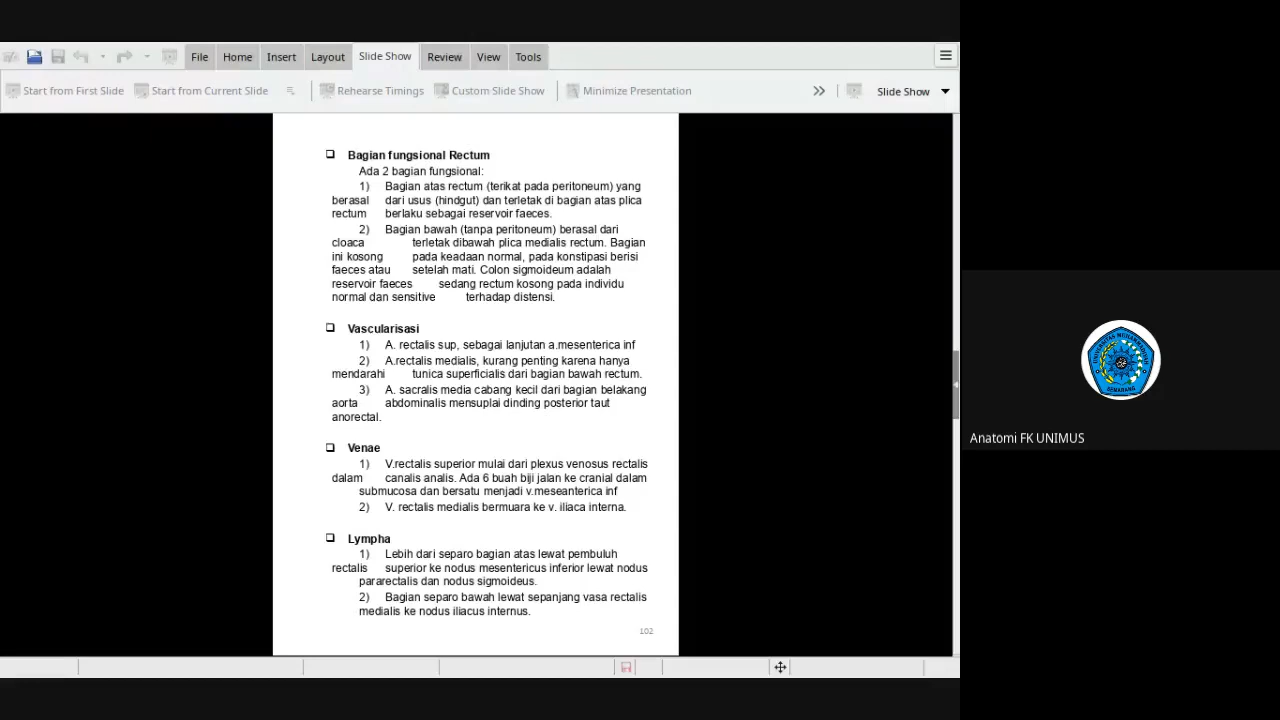 File Home Insert Layout Slide Show Review View Tools
Start from First Slide Start from Current Slide Rehearse Timings Custom Slide Show Minimize Presentation Slide Show
Bagian fungsional Rectum
Ada 2 bagian fungsional:
1) Bagian atas rectum (terikat pada peritoneum) yang
berasal dari usus (hindgut) dan terletak di bagian atas plica
rectum berlaku sebagai reservoir faeces.
2) Bagian bawah (tanpa peritoneum) berasal dari
cloaca terletak dibawah plica medialis rectum. Bagian
ini kosong pada keadaan normal, pada konstipasi berisi
faeces atau setelah mati. Colon sigmoideum adalah
reservoir faeces sedang rectum kosong pada individu
normal dan sensitive terhadap distensi.
Vascularisasi
1) A. rectalis sup, sebagai lanjutan a.mesenterica inf
2) A.rectalis medialis, kurang penting karena hanya
mendarahi tunica superficialis dari bagian bawah rectum.
3) A. sacralis media cabang kecil dari bagian belakang
aorta abdominalis mensuplai dinding posterior taut
anorectal.
Venae
1) V.rectalis superior mulai dari plexus venosus rectalis
dalam canalis analis. Ada 6 buah biji jalan ke cranial dalam
submucosa dan bersatu menjadi v.meseanterica inf
2) V. rectalis medialis bermuara ke v. iliaca interna.
Lympha
1) Lebih dari separo bagian atas lewat pembuluh
rectalis superior ke nodus mesentericus inferior lewat nodus
pararectalis dan nodus sigmoideus.
2) Bagian separo bawah lewat sepanjang vasa rectalis
medialis ke nodus iliacus internus.
102
UNIVERSITAS MUHAMMADIYAH
SEMARANG
Anatomi FK UNIMUS